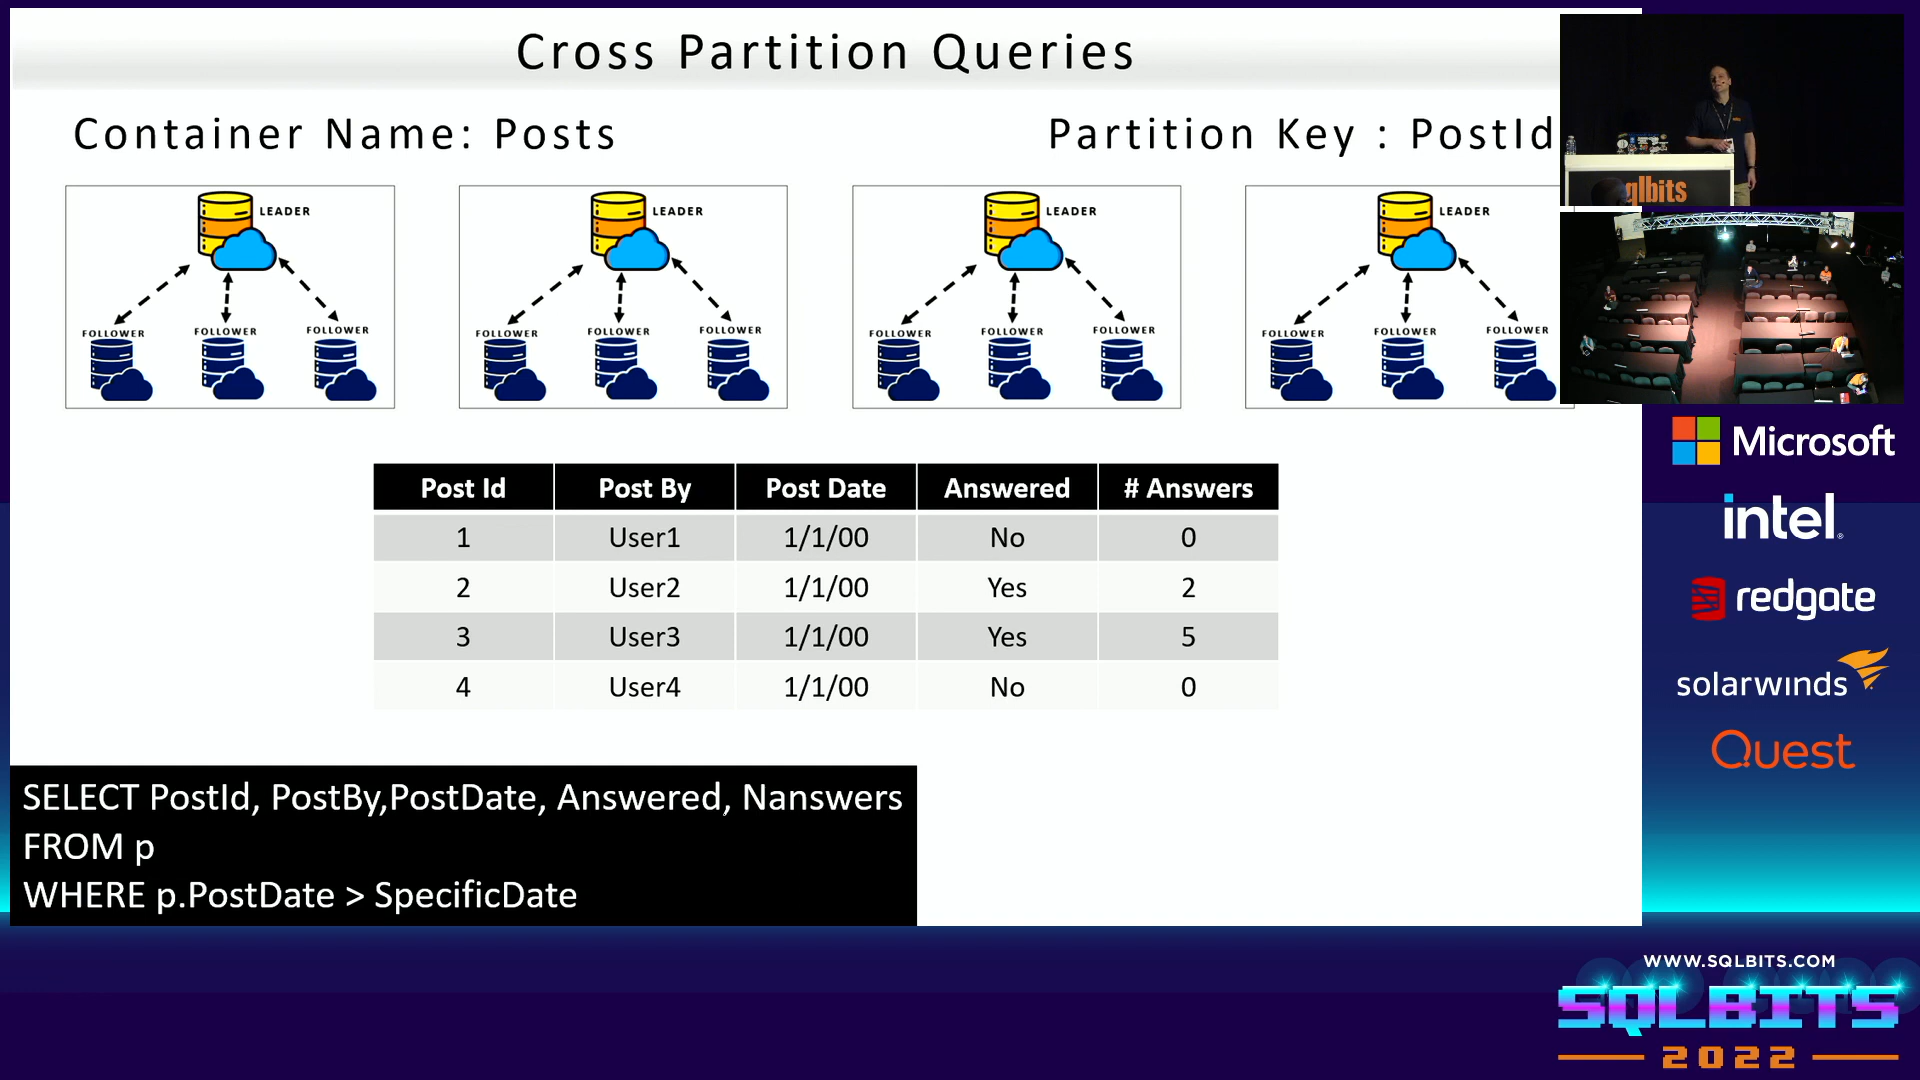 Cross Partition Queries
Container Name: Posts
Partition Key : PostId
LEADER
LEADER
LEADER
LEADER
FOLLOWER FOLLOWER FOLLOWER
FOLLOWER FOLLOWER FOLLOWER
FOLLOWER FOLLOWER FOLLOWER
FOLLOWER FOLLOWER FOLLOWER
Post Id Post By Post Date Answered # Answers
1 User1 1/1/00 No 0
2 User2 1/1/00 Yes 2
3 User3 1/1/00 Yes 5
4 User4 1/1/00 No 0
SELECT PostId, PostBy,PostDate, Answered, Nanswers
FROM p
WHERE p.PostDate > SpecificDate
qlbits
Microsoft
intel.
redgate
solarwinds
Quest
WWW.SQLBITS.COM
SQLBITS
2022